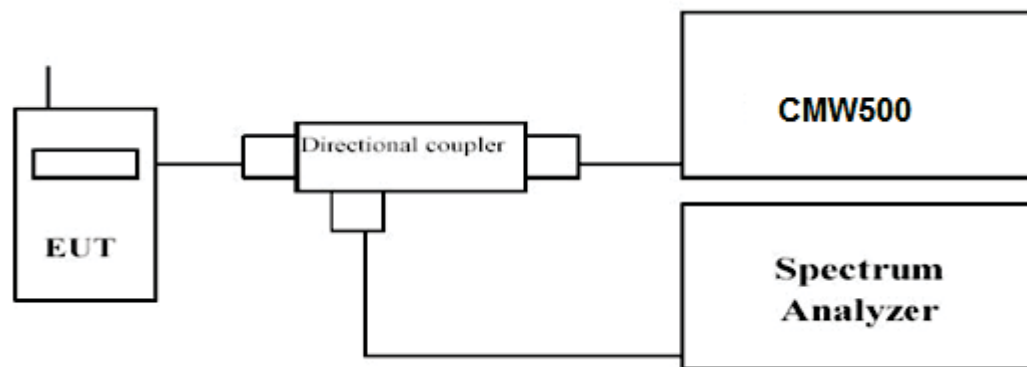 EUT
Directional coupler
CMW500
Spectrum
Analyzer